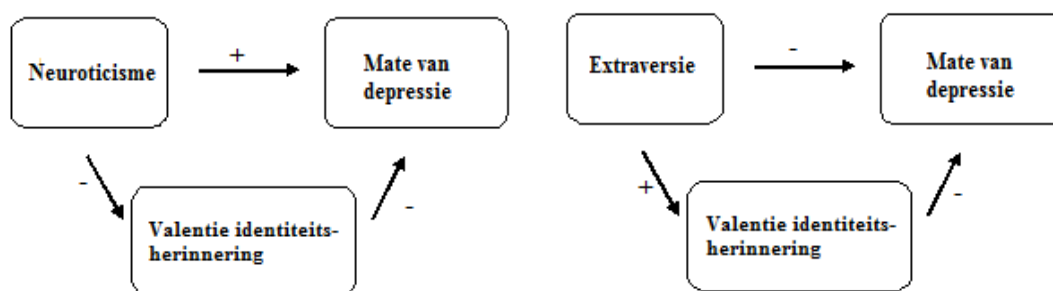 Neuroticisme
+
Mate van
depressie
-
-
Valentie identiteits-
herinnering
Extraversie
-
Mate van
depressie
+
-
Valentie identiteits-
herinnering